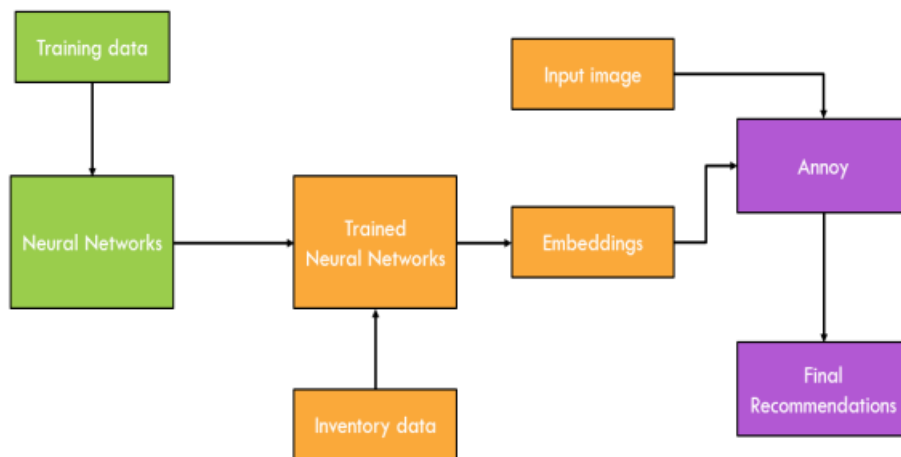 Training data
Input image
Annoy
Neural Networks
Trained
Neural Networks
Embeddings
Final
Recommendations
Inventory data